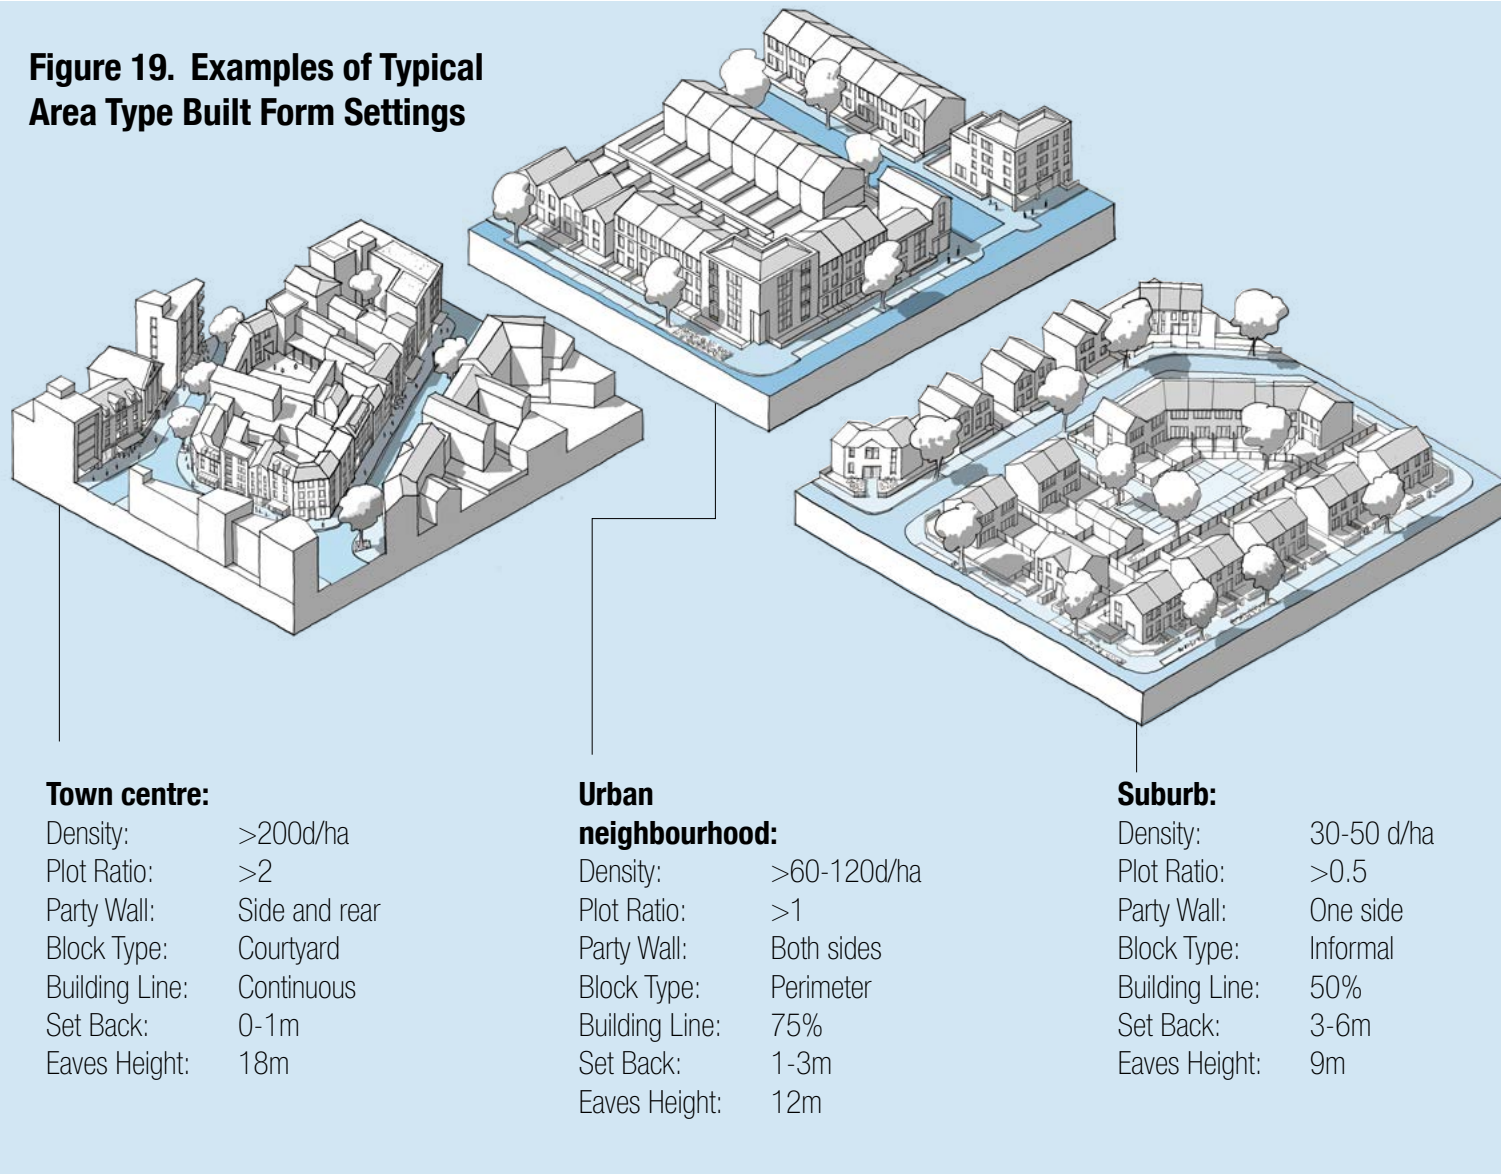 Figure 19. Examples of Typical
Area Type Built Form Settings
Town centre:
Density: >200d/ha
Plot Ratio: >2
Party Wall: Side and rear
Block Type: Courtyard
Building Line: Continuous
Set Back: 0-1m
Eaves Height: 18m
Urban
neighbourhood:
Density: >60-120d/ha
Plot Ratio: >1
Party Wall: Both sides
Block Type: Perimeter
Building Line: 75%
Set Back: 1-3m
Eaves Height: 12m
Suburb:
Density: 30-50 d/ha
Plot Ratio: >0.5
Party Wall: One side
Block Type: Informal
Building Line: 50%
Set Back: 3-6m
Eaves Height: 9m